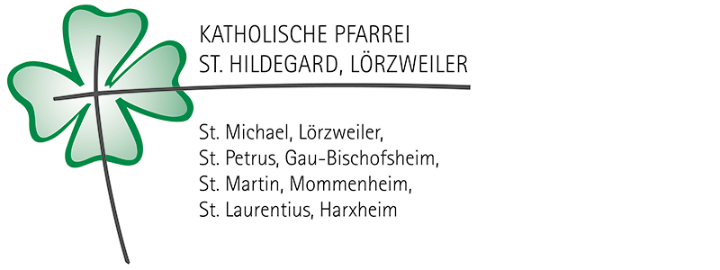 KATHOLISCHE PFARREI
ST. HILDEGARD, LÖRZWEILER
St. Michael, Lörzweiler,
St. Petrus, Gau-Bischofsheim,
St. Martin, Mommenheim,
St. Laurentius, Harxheim